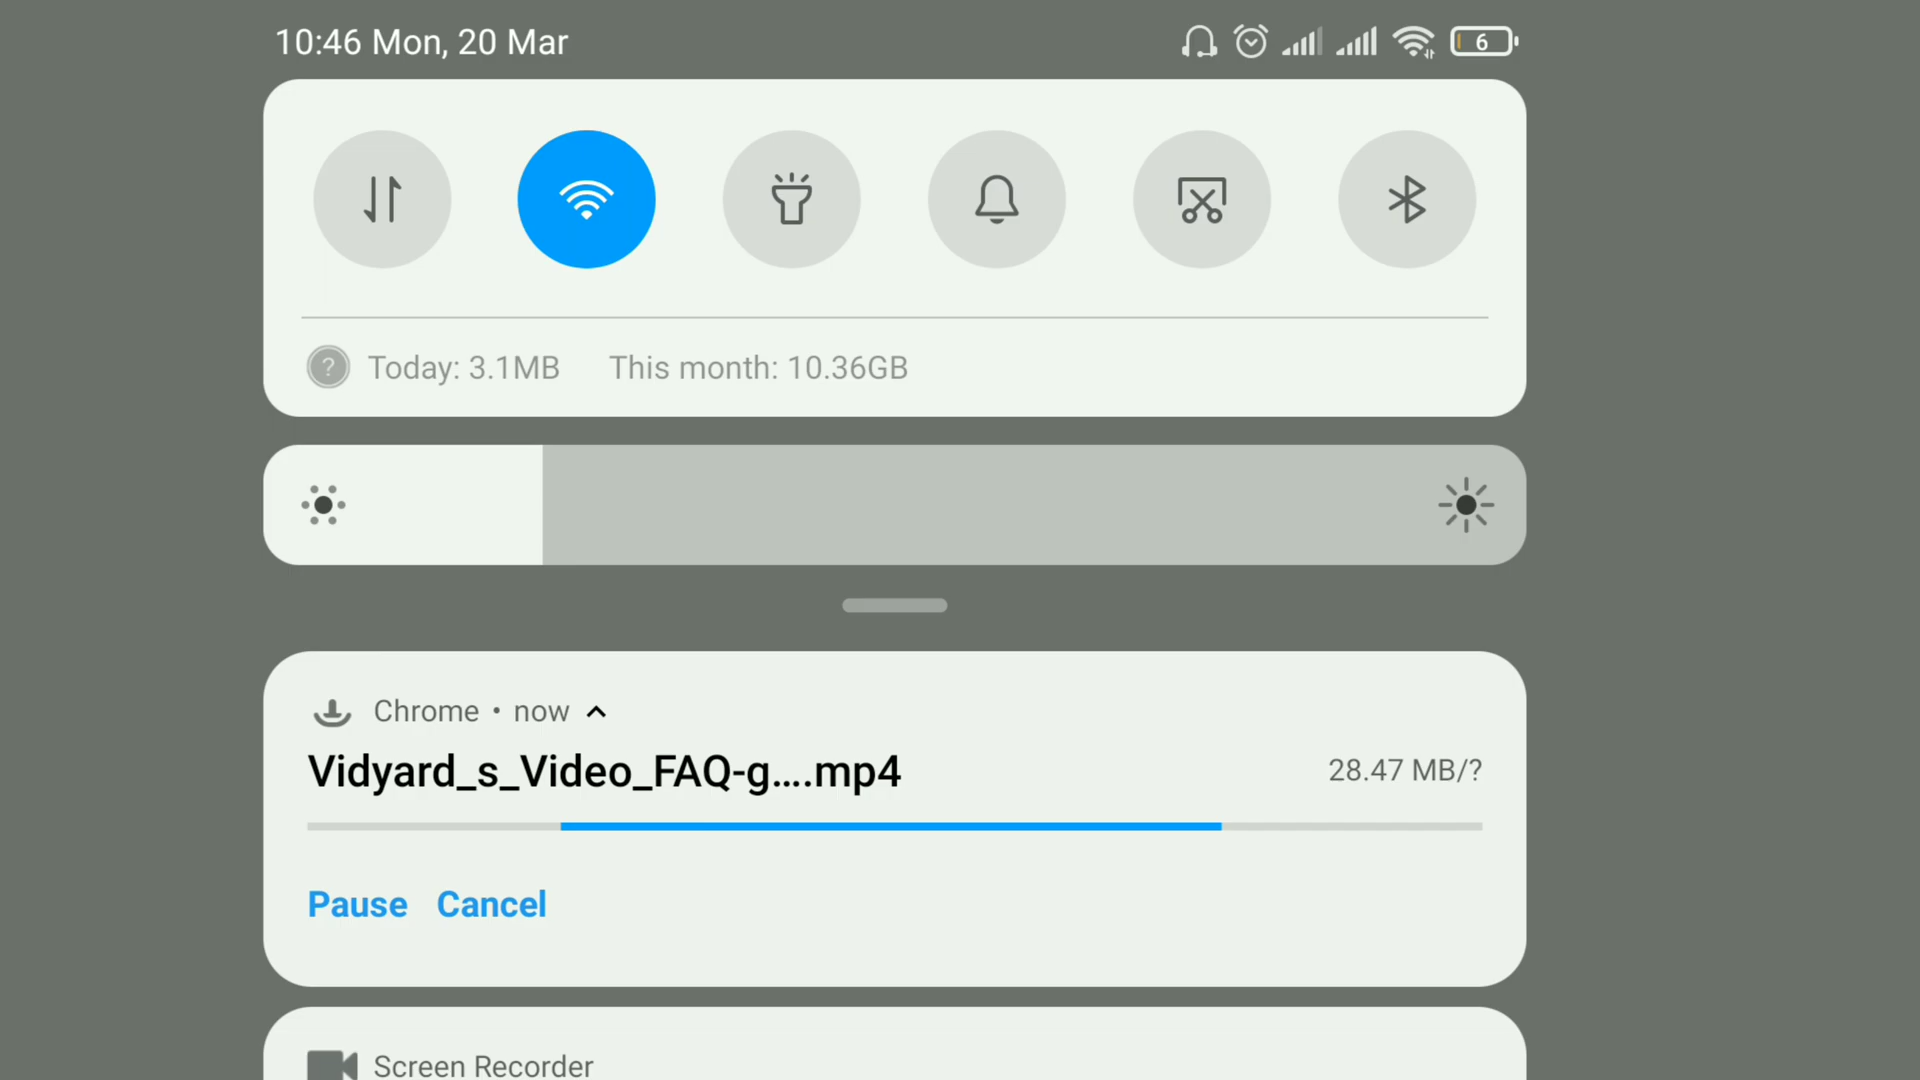 10:46 Mon, 20 Mar
6
Today: 3.1MB This month: 10.36GB
Chrome • now
Vidyard_s_Video_FAQ-g....mp4
28.47 MB/?
Pause Cancel
Screen Recorder